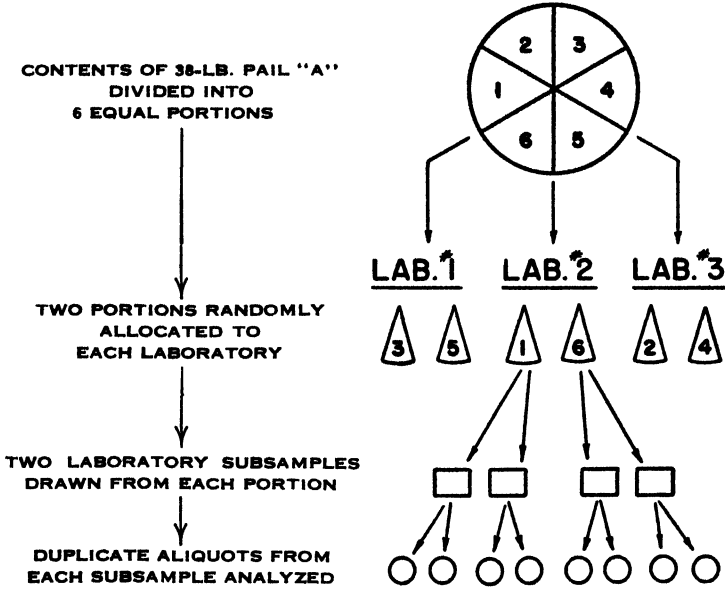 CONTENTS OF 38-LB. PAIL "A"
DIVIDED INTO
6 EQUAL PORTIONS
2 3
1 4
6 5
LAB.#1 LAB.#2 LAB.#3
TWO PORTIONS RANDOMLY
ALLOCATED TO
EACH LABORATORY
3 5 1 6 2 4
TWO LABORATORY SUBSAMPLES
DRAWN FROM EACH PORTION
DUPLICATE ALIQUOTS FROM
EACH SUBSAMPLE ANALYZED